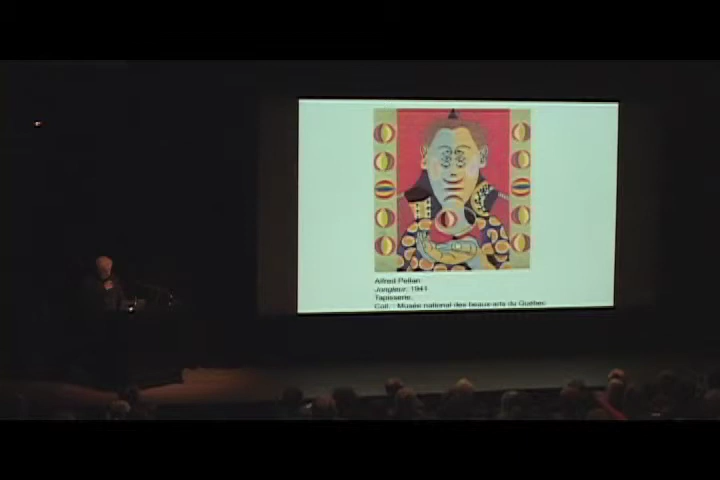 Alfred Pellan
Jongleur, 1941
Tapisserie,
Coll. : Musée national des beaux-arts du Québec